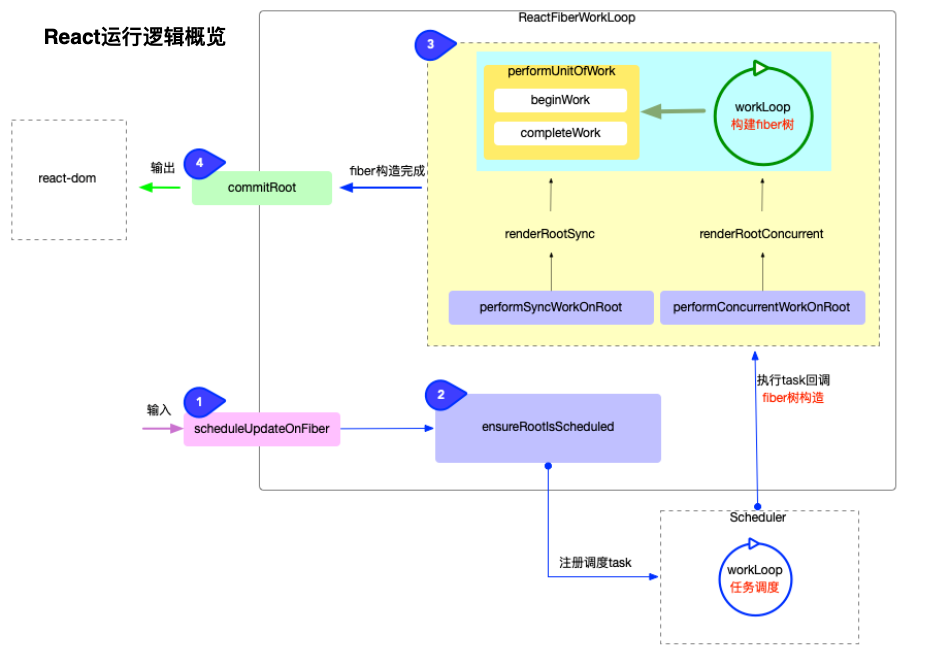 React运行逻辑概览
ReactFiberWorkLoop
3
performUnitOfWork
beginWork
completeWork
workLoop
构建fiber树
react-dom
输出
4
commitRoot
fiber构造完成
renderRootSync
renderRootConcurrent
performSyncWorkOnRoot
performConcurrentWorkOnRoot
执行task回调
fiber树构造
输入
1
scheduleUpdateOnFiber
2
ensureRootIsScheduled
注册调度task
Scheduler
workLoop
任务调度